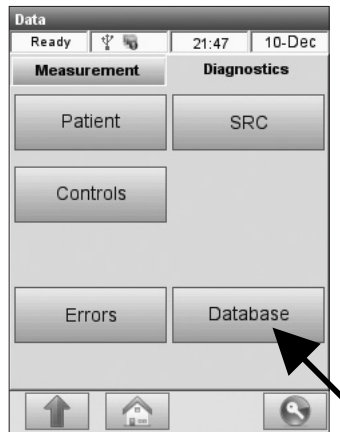 Data
Ready 21:47 10-Dec
Measurement Diagnostics
Patient SRC
Controls
Errors Database